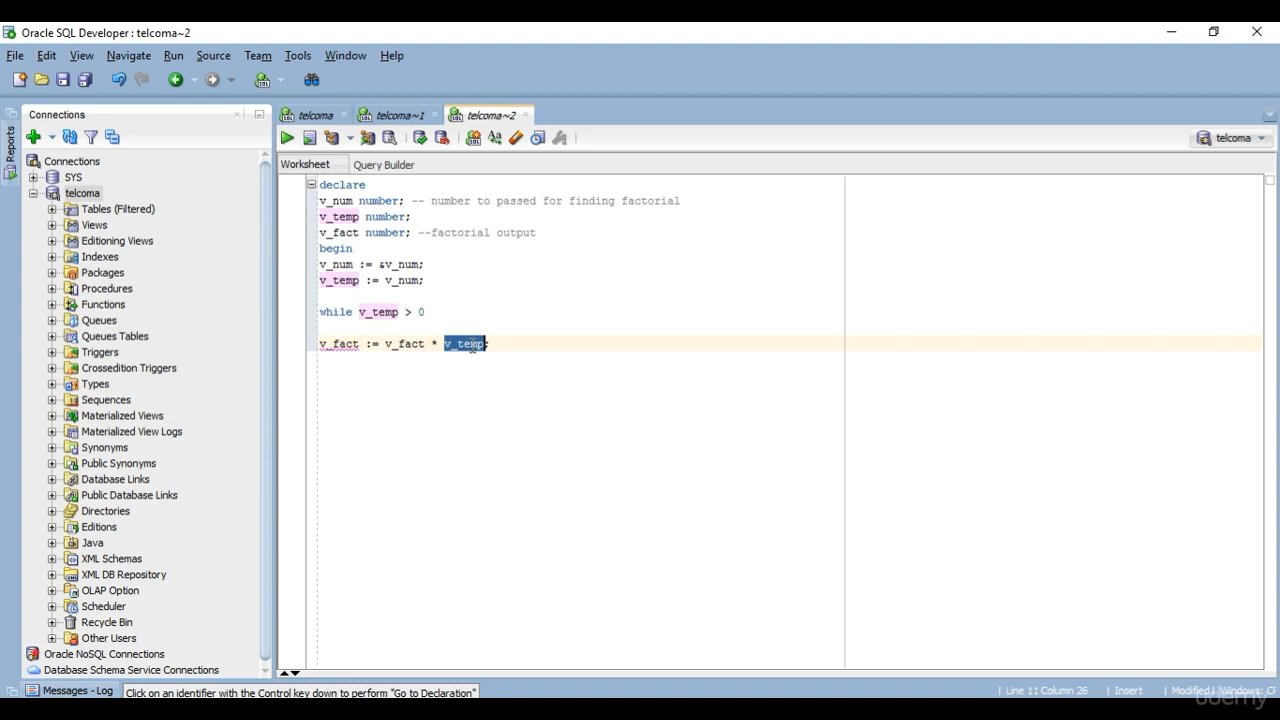 Oracle SQL Developer : telcoma~2
File Edit View Navigate Run Source Team Tools Window Help
Connections
telcoma
telcoma~1
telcoma~2
Reports
telcoma
Worksheet Query Builder
Connections
SYS
telcoma
Tables (Filtered)
Views
Editioning Views
Indexes
Packages
Procedures
Functions
Queues
Queues Tables
Triggers
Crossedition Triggers
Types
Sequences
Materialized Views
Materialized View Logs
Synonyms
Public Synonyms
Database Links
Public Database Links
Directories
Editions
Java
XML Schemas
XML DB Repository
OLAP Option
Scheduler
Recycle Bin
Other Users
Oracle NoSQL Connections
Database Schema Service Connections
declare
v_num number; -- number to passed for finding factorial
v_temp number;
v_fact number; --factorial output
begin
v_num := &v_num;
v_temp := v_num;
while v_temp > 0
v_fact := v_fact * v_temp;
Messages - Log
Click on an identifier with the Control key down to perform "Go to Declaration"
Line 11 Column 26
Insert
Modified
Windows: CF
udemy